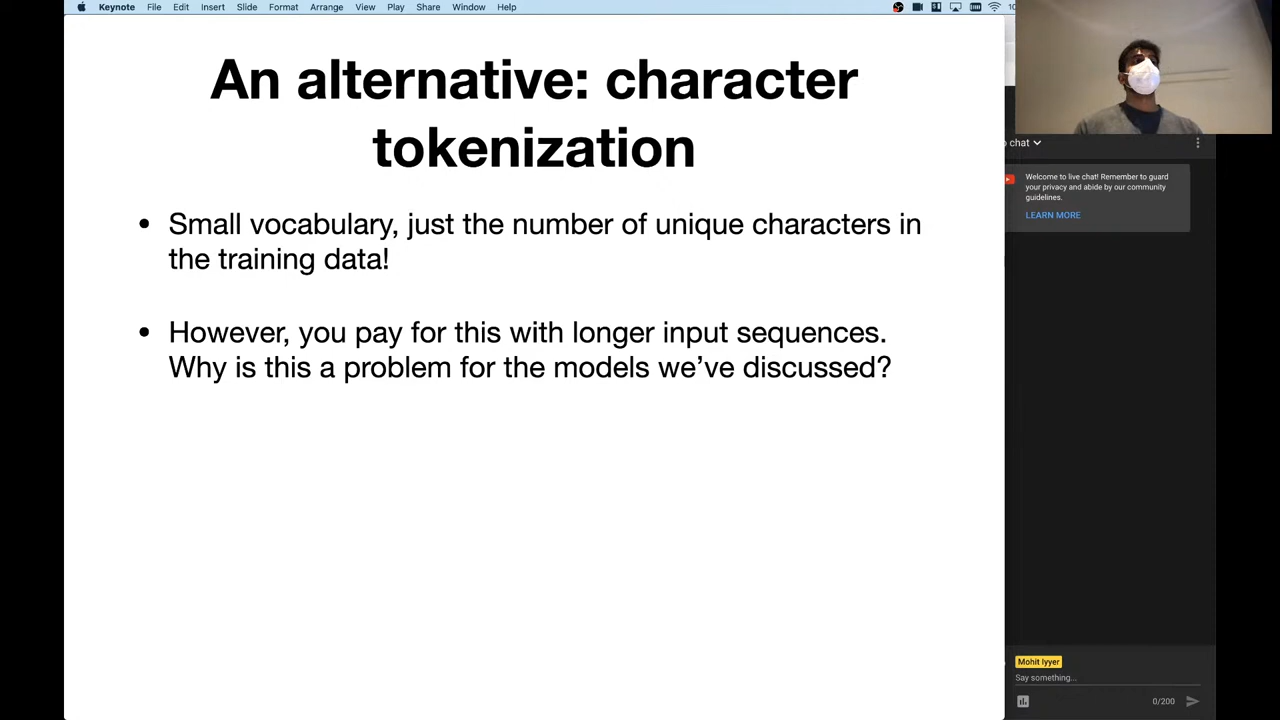 Keynote File Edit Insert Slide Format Arrange View Play Share Window Help
An alternative: character
tokenization
• Small vocabulary, just the number of unique characters in
the training data!
• However, you pay for this with longer input sequences.
Why is this a problem for the models we’ve discussed?
chat
Welcome to live chat! Remember to guard
your privacy and abide by our community
guidelines.
LEARN MORE
Mohit Iyyer
Say something...
0/200